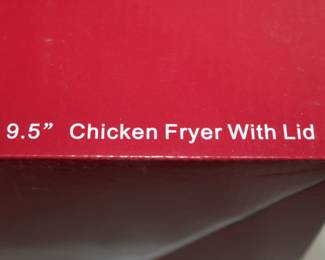 9.5” Chicken Fryer With Lid